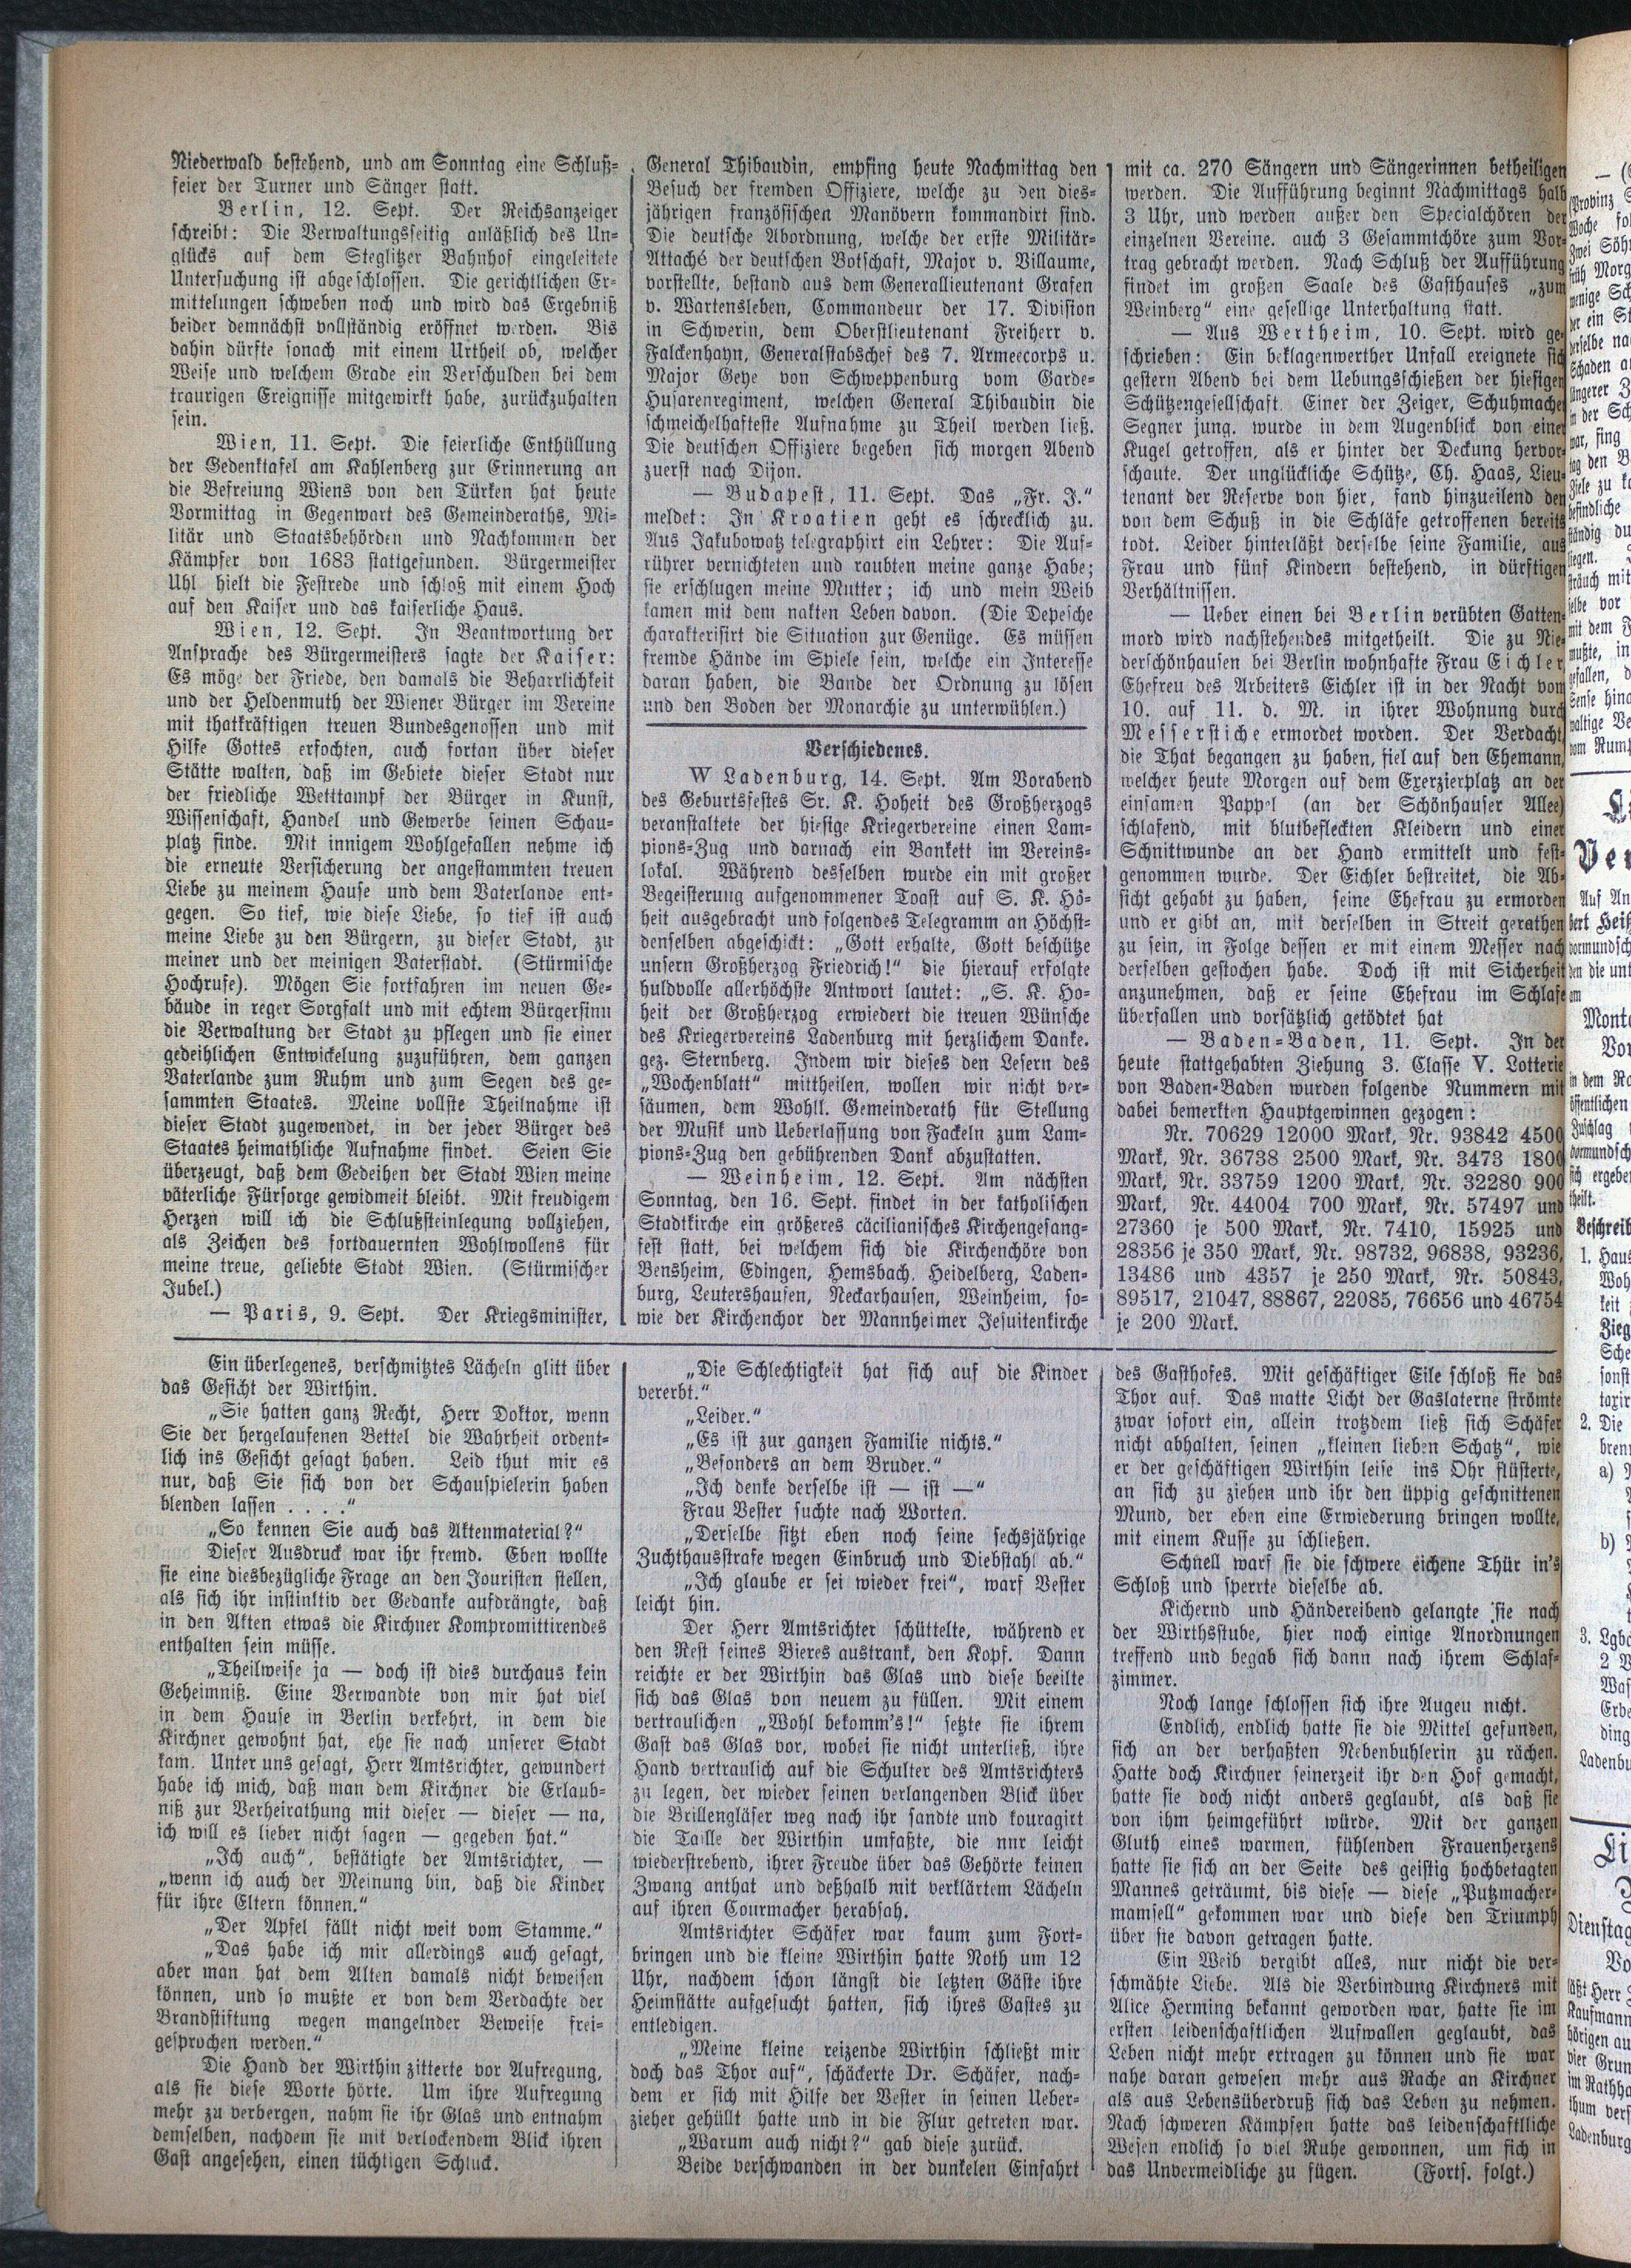 Niederwald bestehend, und am Sonntag eine Schluß-
feier der Turner und Sänger statt.
Berlin, 12. Sept. Der Reichsanzeiger
schreibt: Die Verwaltungsseitig anläßlich des Un-
glücks auf dem Steglitzer Bahnhof eingeleitete
Untersuchung ist abgeschlossen. Die gerichtlichen Er-
mittelungen schweben noch und wird das Ergebniß
beider demnächst vollständig eröffnet werden. Bis
dahin dürfte sonach mit einem Urtheil ob, welcher
Weise und welchem Grade ein Verschulden bei dem
traurigen Ereignisse mitgewirkt habe, zurückzuhalten
sein.
Wien, 11. Sept. Die feierliche Enthüllung
der Gedenktafel am Kahlenberg zur Erinnerung an
die Befreiung Wiens von den Türken hat heute
Vormittag in Gegenwart des Gemeinderaths, Mi-
litär und Staatsbehörden und Nachkommen der
Kämpfer von 1683 stattgefunden. Bürgermeister
Uhl hielt die Festrede und schloß mit einem Hoch
auf den Kaiser und das kaiserliche Haus.
Wien, 12. Sept. In Beantwortung der
Ansprache des Bürgermeisters sagte der Kaiser:
Es möge der Friede, den damals die Beharrlichkeit
und der Heldenmuth der Wiener Bürger im Vereine
mit thatkräftigen treuen Bundesgenossen und mit
Hilfe Gottes erfochten, auch fortan über dieser
Stätte walten, daß im Gebiete dieser Stadt nur
der friedliche Wettkampf der Bürger in Kunst,
Wissenschaft, Handel und Gewerbe seinen Schau-
platz finde. Mit innigem Wohlgefallen nehme ich
die erneute Versicherung der angestammten treuen
Liebe zu meinem Hause und dem Vaterlande ent-
gegen. So tief, wie diese Liebe, so tief ist auch
meine Liebe zu den Bürgern, zu dieser Stadt, zu
meiner und der meinigen Vaterstadt. (Stürmische
Hochrufe). Mögen Sie fortfahren im neuen Ge-
bäude in reger Sorgfalt und mit echtem Bürgersinn
die Verwaltung der Stadt zu pflegen und sie einer
gedeihlichen Entwickelung zuzuführen, dem ganzen
Vaterlande zum Ruhm und zum Segen des ge-
sammten Staates. Meine vollste Theilnahme ist
dieser Stadt zugewendet, in der jeder Bürger des
Staates heimathliche Aufnahme findet. Seien Sie
überzeugt, daß dem Gedeihen der Stadt Wien meine
väterliche Fürsorge gewidmeit bleibt. Mit freudigem
Herzen will ich die Schlußsteinlegung vollziehen,
als Zeichen des fortdauernten Wohlwollens für
meine treue, geliebte Stadt Wien. (Stürmischer
Jubel.)
— Paris, 9. Sept. Der Kriegsminister,
General Thibaudin, empfing heute Nachmittag den
Besuch der fremden Offiziere, welche zu den dies-
jährigen französischen Manövern kommandirt sind.
Die deutsche Abordnung, welche der erste Militär-
Attaché der deutschen Botschaft, Major v. Villaume,
vorstellte, bestand aus dem Generallieutenant Grafen
v. Wartensleben, Commandeur der 17. Division
in Schwerin, dem Oberstlieutenant Freiherr v.
Falckenhayn, Generalstabschef des 7. Armeecorps u.
Major Geye von Schweppenburg vom Garde-
Husarenregiment, welchen General Thibaudin die
schmeichelhafteste Aufnahme zu Theil werden ließ.
Die deutschen Offiziere begeben sich morgen Abend
zuerst nach Dijon.
— Budapest, 11. Sept. Das „Fr. J.“
meldet: In Kroatien geht es schrecklich zu.
Aus Jakubowatz telegraphirt ein Lehrer: Die Auf-
rührer vernichteten und raubten meine ganze Habe;
sie erschlugen meine Mutter; ich und mein Weib
kamen mit dem nakten Leben davon. (Die Depesche
charakterisirt die Situation zur Genüge. Es müssen
fremde Hände im Spiele sein, welche ein Interesse
daran haben, die Bande der Ordnung zu lösen
und den Boden der Monarchie zu unterwühlen.)
Verschiedenes.
W Ladenburg, 14. Sept. Am Vorabend
des Geburtsfestes Sr. K. Hoheit des Großherzogs
veranstaltete der hiesige Kriegervereine einen Lam-
pions-Zug und darnach ein Bankett im Vereins-
lokal. Während desselben wurde ein mit großer
Begeisterung aufgenommener Toast auf S. K. Ho-
heit ausgebracht und folgendes Telegramm an Höchst-
denselben abgeschickt: „Gott erhalte, Gott beschütze
unsern Großherzog Friedrich!“ die hierauf erfolgte
huldvolle allerhöchste Antwort lautet: „S. K. Ho-
heit der Großherzog erwiedert die treuen Wünsche
des Kriegervereins Ladenburg mit herzlichem Danke.
gez. Sternberg. Indem wir dieses den Lesern des
„Wochenblatt“ mittheilen, wollen wir nicht ver-
säumen, dem Wohll. Gemeinderath für Stellung
der Musik und Ueberlassung von Fackeln zum Lam-
pions-Zug den gebührenden Dank abzustatten.
— Weinheim, 12. Sept. Am nächsten
Sonntag, den 16. Sept. findet in der katholischen
Stadtkirche ein größeres cäcilianisches Kirchengesang-
fest statt, bei welchem sich die Kirchenchöre von
Bensheim, Edingen, Hemsbach, Heidelberg, Laden-
burg, Leutershausen, Neckarhausen, Weinheim, so-
wie der Kirchenchor der Mannheimer Jesuitenkirche
mit ca. 270 Sängern und Sängerinnen betheiligen
werden. Die Aufführung beginnt Nachmittags halb
3 Uhr, und werden außer den Specialchören der
einzelnen Vereine. auch 3 Gesammtchöre zum Vor-
trag gebracht werden. Nach Schluß der Aufführung
findet im großen Saale des Gasthauses „zum
Weinberg“ eine gesellige Unterhaltung statt.
— Aus Wertheim, 10. Sept. wird ge-
schrieben: Ein beklagenwerther Unfall ereignete sich
gestern Abend bei dem Uebungsschießen der hiesigen
Schützengesellschaft. Einer der Zeiger, Schuhmacher
Segner jung. wurde in dem Augenblick von einer
Kugel getroffen, als er hinter der Deckung hervor-
schaute. Der unglückliche Schütze, Ch. Haas, Lieu-
tenant der Reserve von hier, fand hinzueilend den
von dem Schuß in die Schläfe getroffenen bereits
todt. Leider hinterläßt derselbe seine Familie, aus
Frau und fünf Kindern bestehend, in dürftigen
Verhältnissen.
— Ueber einen bei Berlin verübten Gatten-
mord wird nachstehendes mitgetheilt. Die zu Nie-
derschönhausen bei Berlin wohnhafte Frau Eichler,
Ehefreu des Arbeiters Eichler ist in der Nacht vom
10. auf 11. d. M. in ihrer Wohnung durch
Messerstiche ermordet worden. Der Verdacht,
die That begangen zu haben, fiel auf den Ehemann,
welcher heute Morgen auf dem Exerzierplatz an der
einsamen Pappel (an der Schönhauser Allee)
schlafend, mit blutbefleckten Kleidern und einer
Schnittwunde an der Hand ermittelt und fest-
genommen wurde. Der Eichler bestreitet, die Ab-
sicht gehabt zu haben, seine Ehefrau zu ermorden
und er gibt an, mit derselben in Streit gerathen
zu sein, in Folge dessen er mit einem Messer nach
derselben gestochen habe. Doch ist mit Sicherheit
anzunehmen, daß er seine Ehefrau im Schlafe
überfallen und vorsätzlich getödtet hat
— Baden-Baden, 11. Sept. In der
heute stattgehabten Ziehung 3. Classe V. Lotterie
von Baden-Baden wurden folgende Nummern mit
dabei bemerkten Hauptgewinnen gezogen:
Nr. 70629 12000 Mark, Nr. 93842 4500
Mark, Nr. 36738 2500 Mark, Nr. 3473 1800
Mark, Nr. 33759 1200 Mark, Nr. 32280 900
Mark, Nr. 44004 700 Mark, Nr. 57497 und
27360 je 500 Mark, Nr. 7410, 15925 und
28356 je 350 Mark, Nr. 98732, 96838, 93236,
13486 und 4357 je 250 Mark, Nr. 50843,
89517, 21047, 88867, 22085, 76656 und 46754
je 200 Mark.
Ein überlegenes, verschmitztes Lächeln glitt über
das Gesicht der Wirthin.
„Sie hatten ganz Recht, Herr Doktor, wenn
Sie der hergelaufenen Bettel die Wahrheit ordent-
lich ins Gesicht gesagt haben. Leid thut mir es
nur, daß Sie sich von der Schauspielerin haben
blenden lassen . . . .“
„So kennen Sie auch das Aktenmaterial?“
Dieser Ausdruck war ihr fremd. Eben wollte
sie eine diesbezügliche Frage an den Jouristen stellen,
als sich ihr instinktiv der Gedanke aufdrängte, daß
in den Akten etwas die Kirchner Kompromittirendes
enthalten sein müsse.
„Theilweise ja — doch ist dies durchaus kein
Geheimniß. Eine Verwandte von mir hat viel
in dem Hause in Berlin verkehrt, in dem die
Kirchner gewohnt hat, ehe sie nach unserer Stadt
kam. Unter uns gesagt, Herr Amtsrichter, gewundert
habe ich mich, daß man dem Kirchner die Erlaub-
niß zur Verheirathung mit dieser — dieser — na,
ich will es lieber nicht sagen — gegeben hat.“
„Ich auch“, bestätigte der Amtsrichter, —
„wenn ich auch der Meinung bin, daß die Kinder
für ihre Eltern können.“
„Der Apfel fällt nicht weit vom Stamme.“
„Das habe ich mir allerdings auch gesagt,
aber man hat dem Alten damals nicht beweisen
können, und so mußte er von dem Verdachte der
Brandstiftung wegen mangelnder Beweise frei-
gesprochen werden.“
Die Hand der Wirthin zitterte vor Aufregung,
als sie diese Worte hörte. Um ihre Aufregung
mehr zu verbergen, nahm sie ihr Glas und entnahm
demselben, nachdem sie mit verlockendem Blick ihren
Gast angesehen, einen tüchtigen Schluck.
„Die Schlechtigkeit hat sich auf die Kinder
vererbt.“
„Leider.“
„Es ist zur ganzen Familie nichts.“
„Besonders an dem Bruder.“
„Ich denke derselbe ist — ist —“
Frau Vester suchte nach Worten.
„Derselbe sitzt eben noch seine sechsjährige
Zuchthausstrafe wegen Einbruch und Diebstahl ab.“
„Ich glaube er sei wieder frei“, warf Vester
leicht hin.
Der Herr Amtsrichter schüttelte, während er
den Rest seines Bieres austrank, den Kopf. Dann
reichte er der Wirthin das Glas und diese beeilte
sich das Glas von neuem zu füllen. Mit einem
vertraulichen „Wohl bekomm's!“ setzte sie ihrem
Gast das Glas vor, wobei sie nicht unterließ, ihre
Hand vertraulich auf die Schulter des Amtsrichters
zu legen, der wieder seinen verlangenden Blick über
die Brillengläser weg nach ihr sandte und kouragirt
die Taille der Wirthin umfaßte, die nnr leicht
wiederstrebend, ihrer Freude über das Gehörte keinen
Zwang anthat und deßhalb mit verklärtem Lächeln
auf ihren Courmacher herabsah.
Amtsrichter Schäfer war kaum zum Fort-
bringen und die kleine Wirthin hatte Noth um 12
Uhr, nachdem schon längst die letzten Gäste ihre
Heimstätte aufgesucht hatten, sich ihres Gastes zu
entledigen.
„Meine kleine reizende Wirthin schließt mir
doch das Thor auf“, schäckerte Dr. Schäfer, nach-
dem er sich mit Hilfe der Vester in seinen Ueber-
zieher gehüllt hatte und in die Flur getreten war.
„Warum auch nicht?“ gab diese zurück.
Beide verschwanden in der dunkelen Einfahrt
des Gasthofes. Mit geschäftiger Eile schloß sie das
Thor auf. Das matte Licht der Gaslaterne strömte
zwar sofort ein, allein trotzdem ließ sich Schäfer
nicht abhalten, seinen „kleinen lieben Schatz“, wie
er der geschäftigen Wirthin leise ins Ohr flüsterte,
an sich zu ziehen und ihr den üppig geschnittenen
Mund, der eben eine Erwiederung bringen wollte,
mit einem Kusse zu schließen.
Schnell warf sie die schwere eichene Thür in's
Schloß und sperrte dieselbe ab.
Kichernd und Händereibend gelangte sie nach
der Wirthsstube, hier noch einige Anordnungen
treffend und begab sich dann nach ihrem Schlaf-
zimmer.
Noch lange schlossen sich ihre Augeu nicht.
Endlich, endlich hatte sie die Mittel gefunden,
sich an der verhaßten Nebenbuhlerin zu rächen.
Hatte doch Kirchner seinerzeit ihr den Hof gemacht,
hatte sie doch nicht anders geglaubt, als daß sie
von ihm heimgeführt würde. Mit der ganzen
Gluth eines warmen, fühlenden Frauenherzens
hatte sie sich an der Seite des geistig hochbetagten
Mannes geträumt, bis diese — diese „Putzmacher-
mamsell“ gekommen war und diese den Triumph
über sie davon getragen hatte.
Ein Weib vergibt alles, nur nicht die ver-
schmähte Liebe. Als die Verbindung Kirchners mit
Alice Herming bekannt geworden war, hatte sie im
ersten leidenschaftlichen Aufwallen geglaubt, das
Leben nicht mehr ertragen zu können und sie war
nahe daran gewesen mehr aus Rache an Kirchner
als aus Lebensüberdruß sich das Leben zu nehmen.
Nach schweren Kämpfen hatte das leidenschaftlliche
Wesen endlich so viel Ruhe gewonnen, um sich in
das Unvermeidliche zu fügen. (Forts. folgt.)